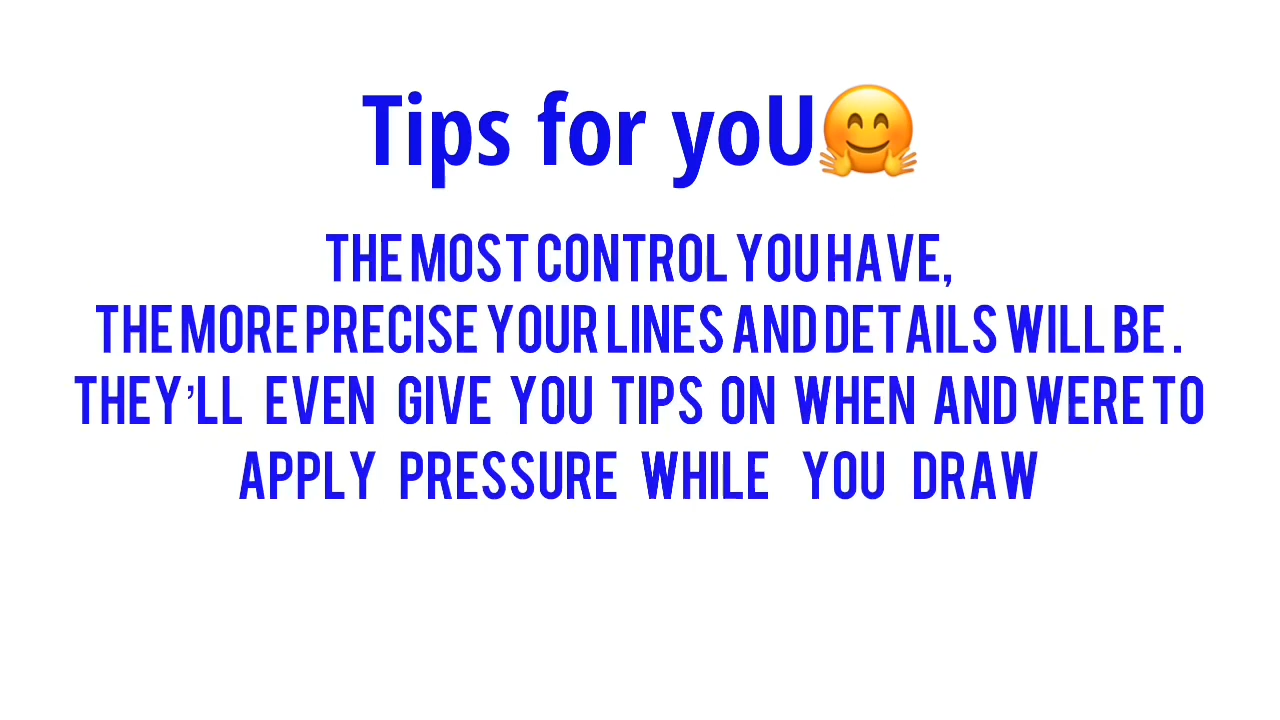 Tips for yoU🤗
THE MOST CONTROL YOU HAVE,
THE MORE PRECISE YOUR LINES AND DETAILS WILL BE .
THEY’LL EVEN GIVE YOU TIPS ON WHEN AND WERE TO
APPLY PRESSURE WHILE YOU DRAW